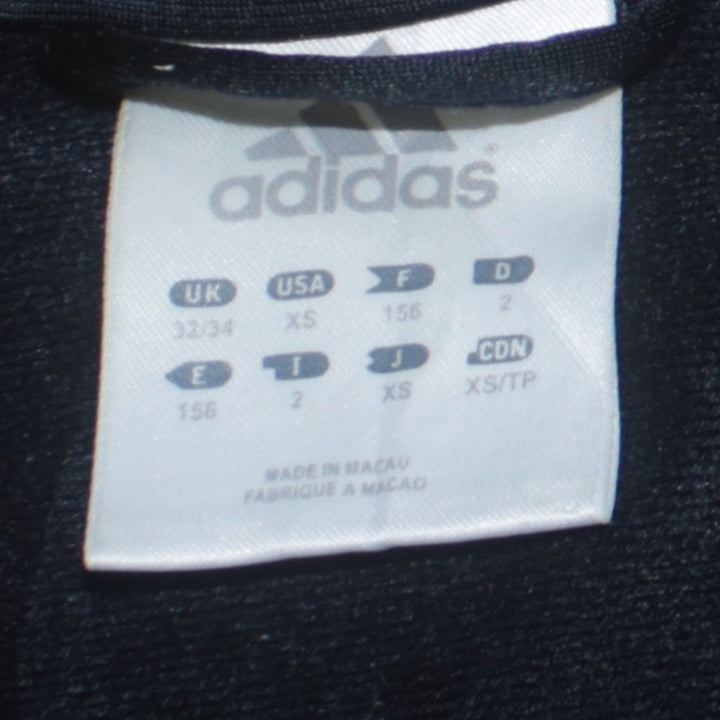 adidas
UK USA F D
32/34 XS 156 2
E I J CDN
156 2 XS XS/TP
MADE IN MACAU
FABRIQUE A MACAO